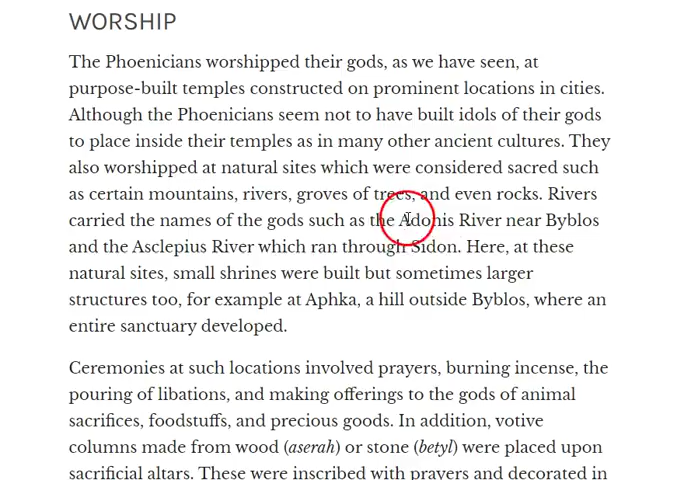 WORSHIP
The Phoenicians worshipped their gods, as we have seen, at
purpose-built temples constructed on prominent locations in cities.
Although the Phoenicians seem not to have built idols of their gods
to place inside their temples as in many other ancient cultures. They
also worshipped at natural sites which were considered sacred such
as certain mountains, rivers, groves of trees, and even rocks. Rivers
carried the names of the gods such as the Adonis River near Byblos
and the Asclepius River which ran through Sidon. Here, at these
natural sites, small shrines were built but sometimes larger
structures too, for example at Aphka, a hill outside Byblos, where an
entire sanctuary developed.
Ceremonies at such locations involved prayers, burning incense, the
pouring of libations, and making offerings to the gods of animal
sacrifices, foodstuffs, and precious goods. In addition, votive
columns made from wood (aserah) or stone (betyl) were placed upon
sacrificial altars. These were inscribed with prayers and decorated in